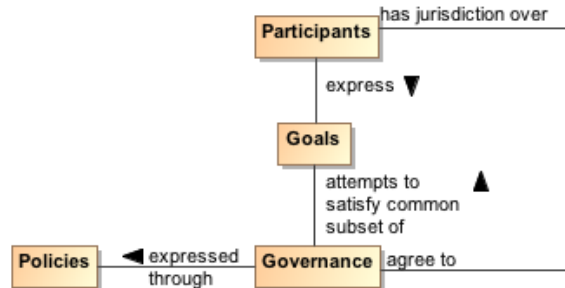 has jurisdiction over
Participants
express
Goals
attempts to
satisfy common
subset of
Policies
expressed
through
Governance
agree to